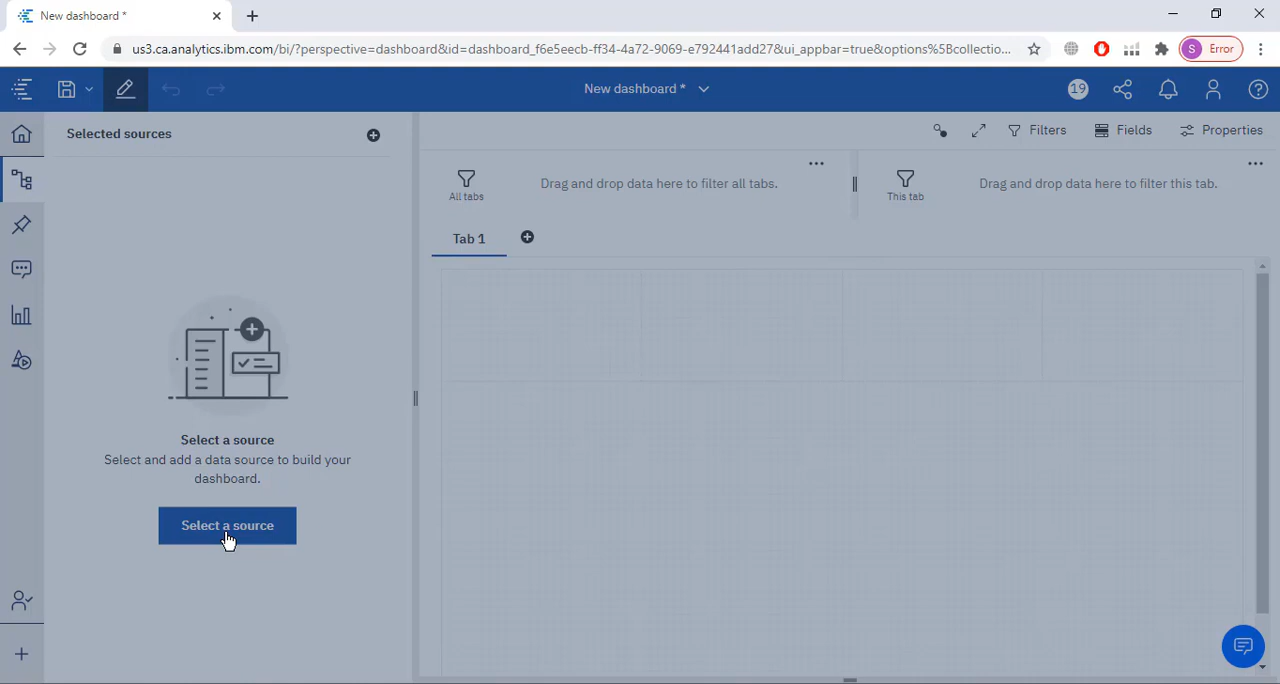 New dashboard *
us3.ca.analytics.ibm.com/bi/?perspective=dashboard&id=dashboard_f6e5eecb-ff34-4a72-9069-e792441add27&ui_appbar=true&options%5Bcollectio...
S Error
New dashboard *
19
Selected sources
Filters
Fields
Properties
All tabs
Drag and drop data here to filter all tabs.
This tab
Drag and drop data here to filter this tab.
Tab 1
Select a source
Select and add a data source to build your
dashboard.
Select a source